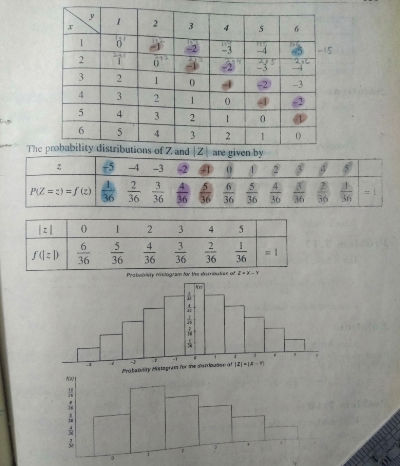 y 1 2 3 4 5 6
x
1 0 -1 -2 -3 -4 -5 -15
2 1 0 -1 -2 -3 -4
3 2 1 0 -1 -2 -3
4 3 2 1 0 -1 -2
5 4 3 2 1 0 -1
6 5 4 3 2 1 0
The probability distributions of Z and |Z| are given by
z -5 -4 -3 -2 -1 0 1 2 3 4 5
P(Z = z) = f(z) 1/36 2/36 3/36 4/36 5/36 6/36 5/36 4/36 3/36 2/36 1/36 = 1
|z| 0 1 2 3 4 5
f(|z|) 6/36 5/36 4/36 3/36 2/36 1/36 = 1
Probability Histogram for the distribution of Z = X - Y
f(z)
Probability Histogram for the distribution of |Z| = |X - Y|
f(z)